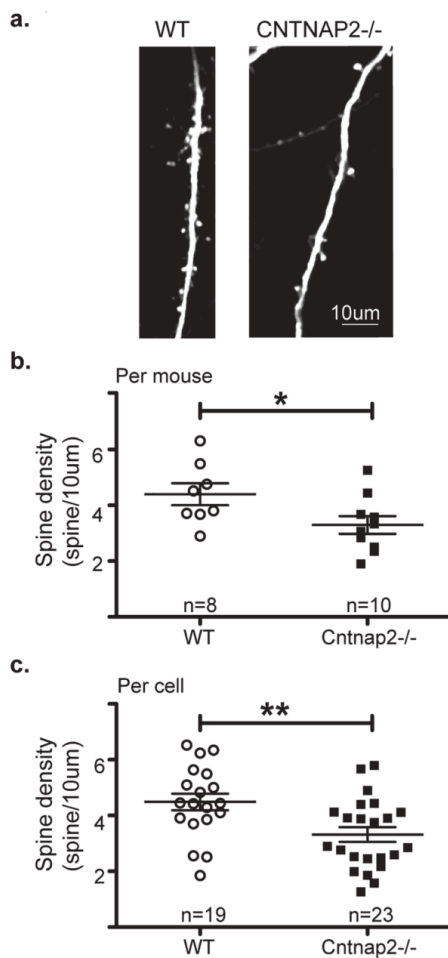 a.
WT CNTNAP2-/-
10um
b.
Per mouse
*
Spine density
(spine/10um)
6
4
2
n=8 n=10
WT Cntnap2-/-
c.
Per cell
**
Spine density
(spine/10um)
6
4
2
n=19 n=23
WT Cntnap2-/-